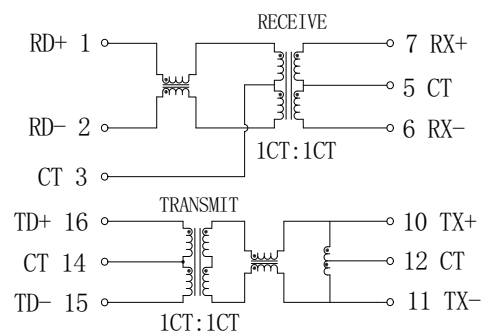 RECEIVE
RD+ 1
7 RX+
5 CT
RD- 2
6 RX-
1CT:1CT
CT 3
TRANSMIT
TD+ 16
10 TX+
CT 14
12 CT
TD- 15
11 TX-
1CT:1CT